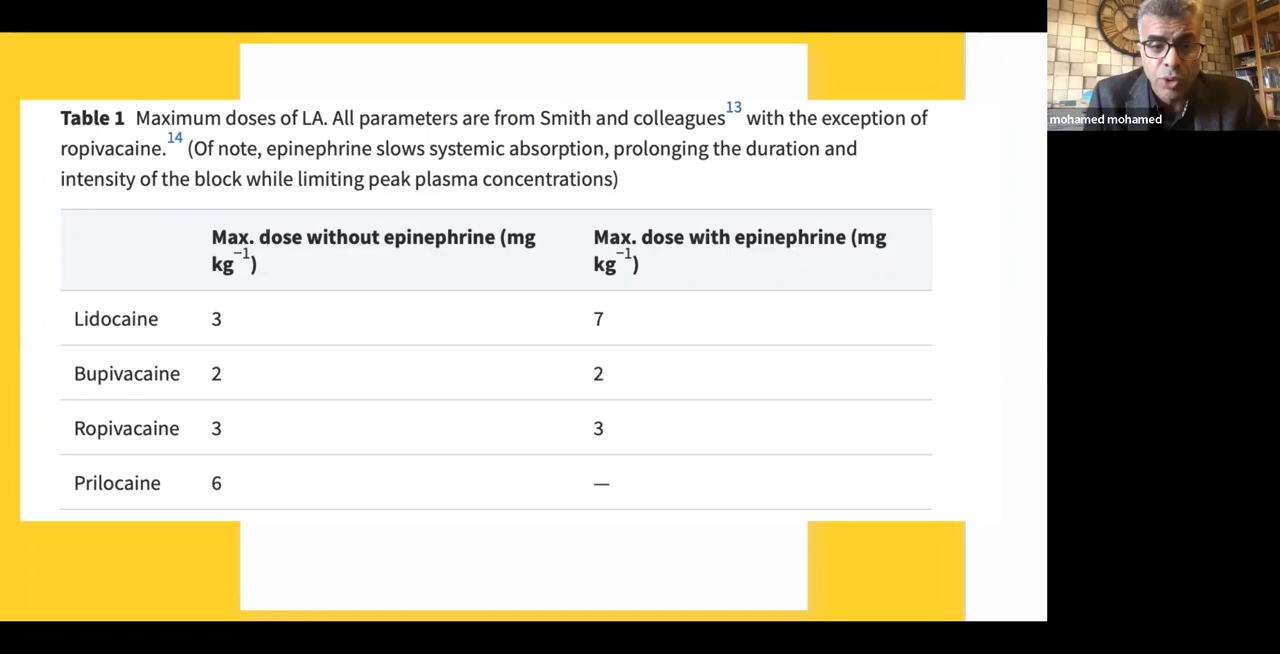 Table 1 Maximum doses of LA. All parameters are from Smith and colleagues13 with the exception of
ropivacaine.14 (Of note, epinephrine slows systemic absorption, prolonging the duration and
intensity of the block while limiting peak plasma concentrations)
Max. dose without epinephrine (mg
kg−1)
Max. dose with epinephrine (mg
kg−1)
Lidocaine 3 7
Bupivacaine 2 2
Ropivacaine 3 3
Prilocaine 6 —
mohamed mohamed